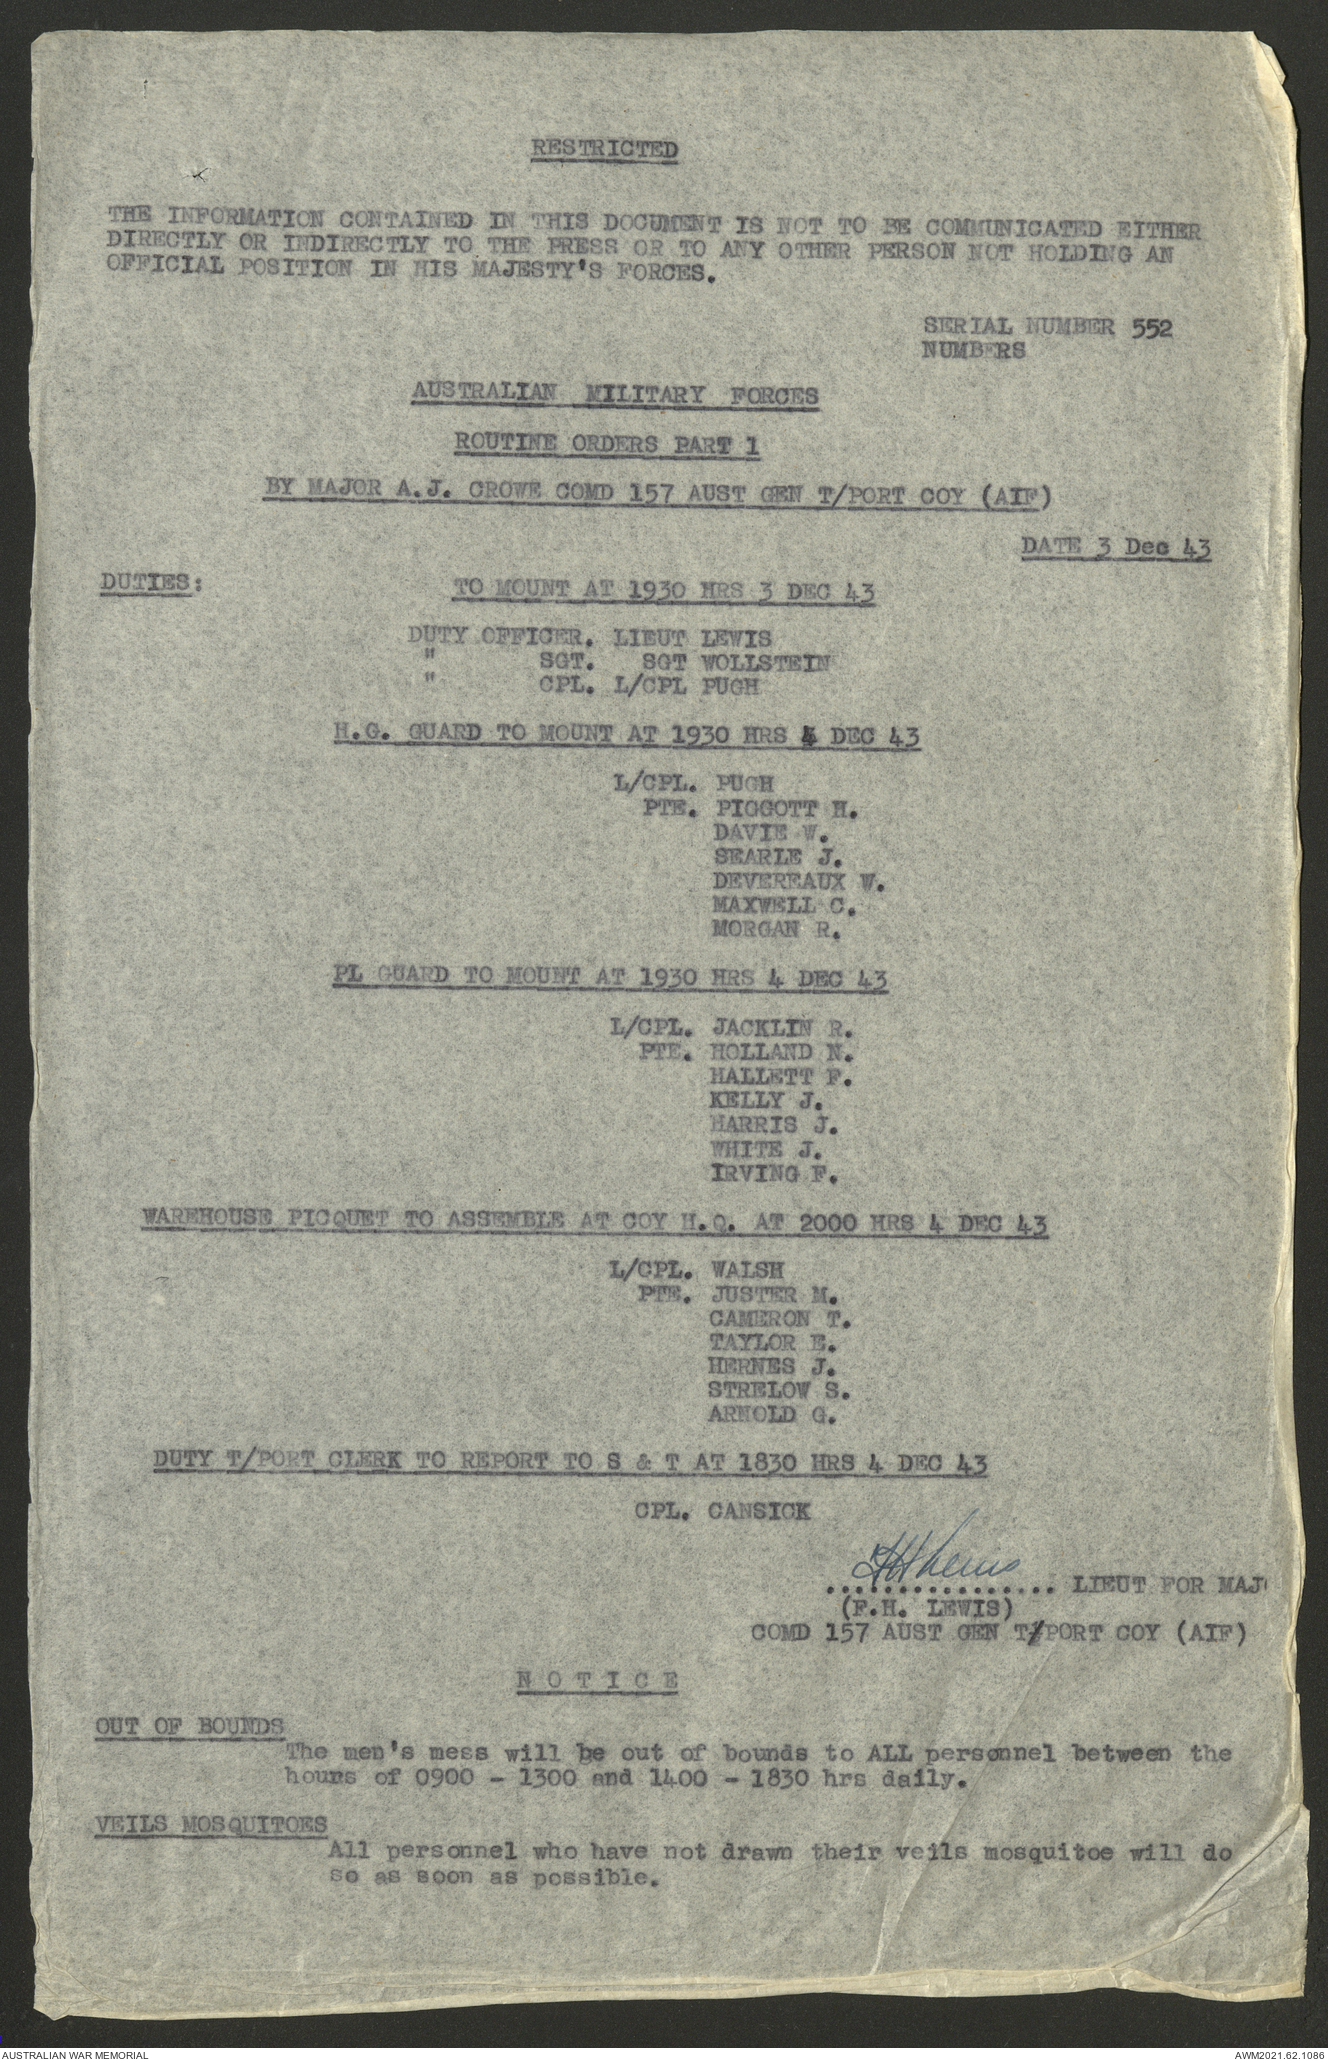 RESTRICTED
THE INFORMATION CONTAINED IN THIS DOCUMENT IS NOT TO BE COMMUNICATED EITHER
DIRECTLY OR INDIRECTLY TO THE PRESS OR TO ANY OTHER PERSON NOT HOLDING AN
OFFICIAL POSITION IN HIS MAJESTY'S FORCES.
SERIAL NUMBER 552
NUMBERS
AUSTRALIAN MILITARY FORCES
ROUTINE ORDERS PART 1
BY MAJOR A.J. CROWE COMD 157 AUST GEN T/PORT COY (AIF)
DATE 3 Dec 43
DUTIES: TO MOUNT AT 1930 HRS 3 DEC 43
DUTY OFFICER. LIEUT LEWIS
" SGT. SGT WOLLSTEIN
" CPL. L/CPL PUGH
H.G. GUARD TO MOUNT AT 1930 HRS 4 DEC 43
L/CPL. PUGH
PTE. PIGGOTT H.
DAVIE W.
SEARLE J.
DEVEREAUX W.
MAXWELL C.
MORGAN R.
PL GUARD TO MOUNT AT 1930 HRS 4 DEC 43
L/CPL. JACKLIN R.
PTE. HOLLAND N.
HALLETT F.
KELLY J.
HARRIS J.
WHITE J.
IRVING F.
WAREHOUSE PICQUET TO ASSEMBLE AT COY H.Q. AT 2000 HRS 4 DEC 43
L/CPL. WALSH
PTE. JUSTER M.
CAMERON T.
TAYLOR E.
HERNES J.
STRELOW S.
ARNOLD G.
DUTY T/PORT CLERK TO REPORT TO S & T AT 1830 HRS 4 DEC 43
CPL. CANSICK
FHLewis
................ LIEUT FOR MAJ
(F.H. LEWIS)
COMD 157 AUST GEN T/PORT COY (AIF)
N O T I C E
OUT OF BOUNDS
The men's mess will be out of bounds to ALL personnel between the
hours of 0900 - 1300 and 1400 - 1830 hrs daily.
VEILS MOSQUITOES
All personnel who have not drawn their veils mosquitoe will do
so as soon as possible.
AUSTRALIAN WAR MEMORIAL AWM2021.62.1086